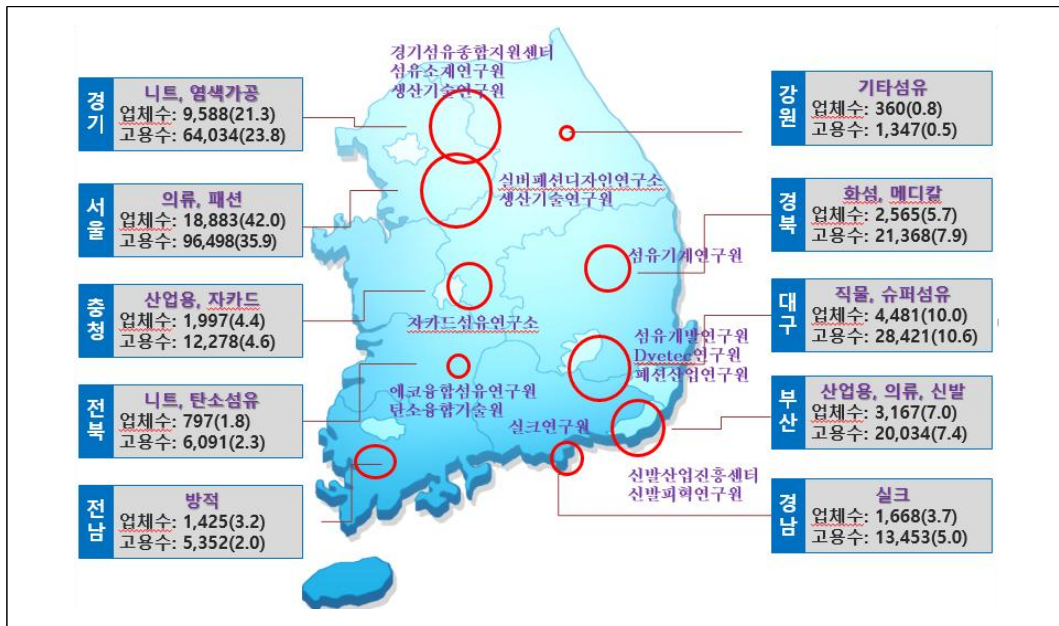 경기섬유종합지원센터
섬유소재연구원
생산기술연구원
경기
니트, 염색가공
업체수: 9,588(21.3)
고용수: 64,034(23.8)
강원
기타섬유
업체수: 360(0.8)
고용수: 1,347(0.5)
서울
의류, 패션
업체수: 18,883(42.0)
고용수: 96,498(35.9)
실버패션디자인연구소
생산기술연구원
경북
화섬, 메디칼
업체수: 2,565(5.7)
고용수: 21,368(7.9)
섬유기계연구원
충청
산업용, 자카드
업체수: 1,997(4.4)
고용수: 12,278(4.6)
자카드섬유연구소
대구
직물, 슈퍼섬유
업체수: 4,481(10.0)
고용수: 28,421(10.6)
섬유개발연구원
Dyetec연구원
패션산업연구원
전북
니트, 탄소섬유
업체수: 797(1.8)
고용수: 6,091(2.3)
에코융합섬유연구원
탄소융합기술원
부산
산업용, 의류, 신발
업체수: 3,167(7.0)
고용수: 20,034(7.4)
실크연구원
신발산업진흥센터
신발피혁연구원
전남
방적
업체수: 1,425(3.2)
고용수: 5,352(2.0)
경남
실크
업체수: 1,668(3.7)
고용수: 13,453(5.0)